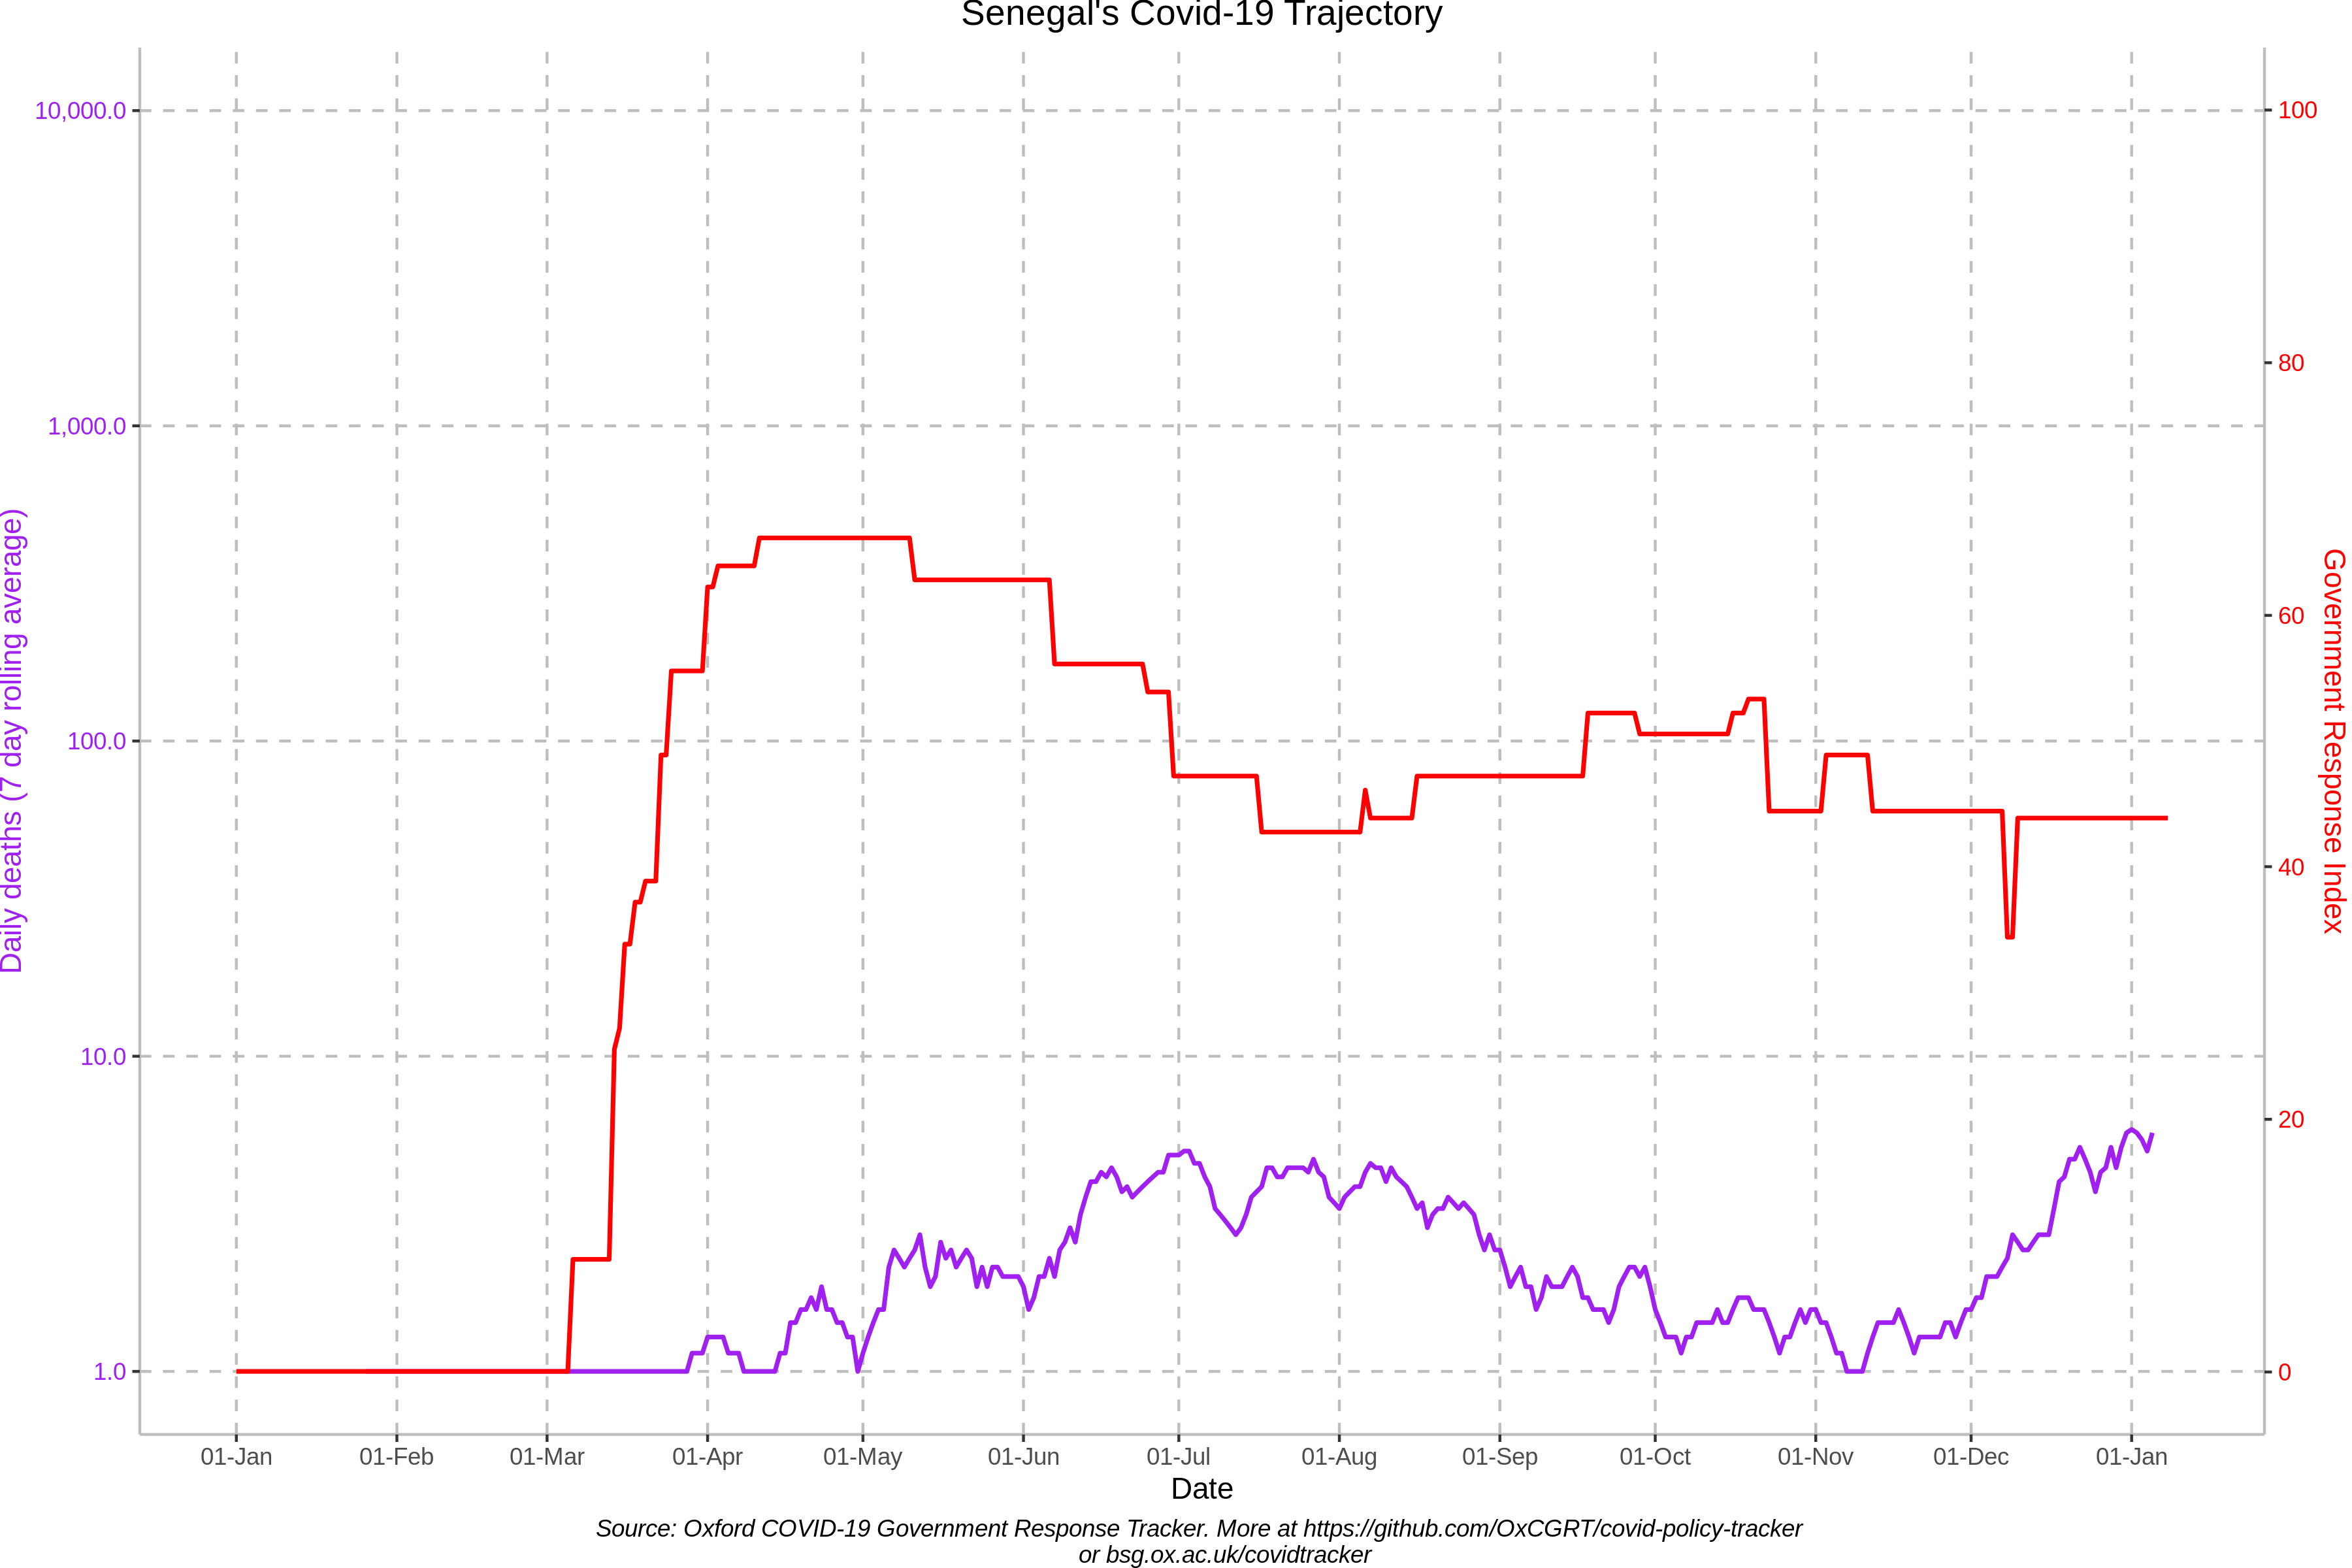 Senegal's Covid-19 Trajectory
10,000.0
1,000.0
100.0
10.0
1.0
Daily deaths (7 day rolling average)
100
80
60
40
20
0
Government Response Index
01-Jan 01-Feb 01-Mar 01-Apr 01-May 01-Jun 01-Jul 01-Aug 01-Sep 01-Oct 01-Nov 01-Dec 01-Jan
Date
Source: Oxford COVID-19 Government Response Tracker. More at https://github.com/OxCGRT/covid-policy-tracker
or bsg.ox.ac.uk/covidtracker